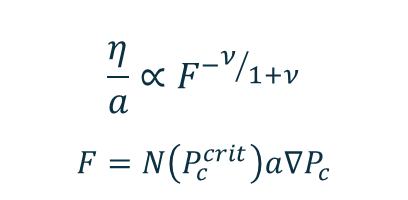 η/a ∝ F^{-ν/1+ν}
F = N(P_c^{crit})a∇P_c